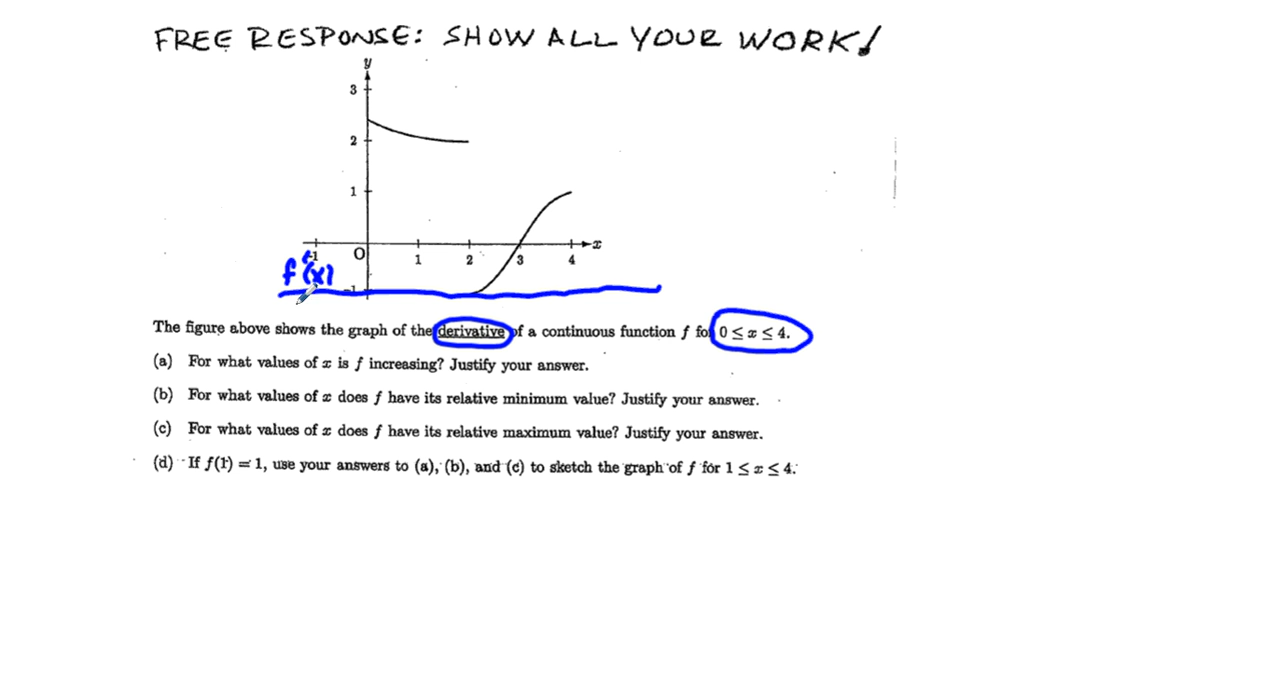 FREE RESPONSE: SHOW ALL YOUR WORK!
y
3
2
1
-1 O 1 2 3 4 x
f'(x)
-1
The figure above shows the graph of the derivative of a continuous function f for 0 ≤ x ≤ 4.
(a) For what values of x is f increasing? Justify your answer.
(b) For what values of x does f have its relative minimum value? Justify your answer.
(c) For what values of x does f have its relative maximum value? Justify your answer.
(d) If f(1) = 1, use your answers to (a), (b), and (c) to sketch the graph of f for 1 ≤ x ≤ 4.